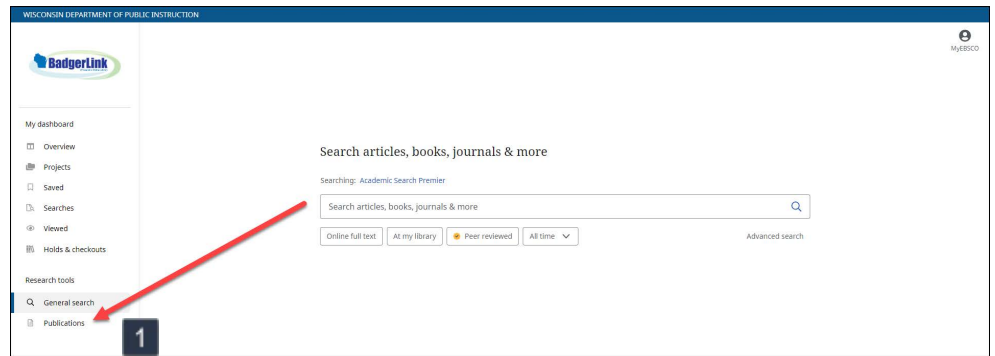 WISCONSIN DEPARTMENT OF PUBLIC INSTRUCTION
MyEBSCO
BadgerLink
My dashboard
Overview
Projects
Saved
Searches
Viewed
Holds & checkouts
Research tools
General search
Publications
1
Search articles, books, journals & more
Searching: Academic Search Premier
Search articles, books, journals & more
Online full text At my library Peer reviewed All time Advanced search